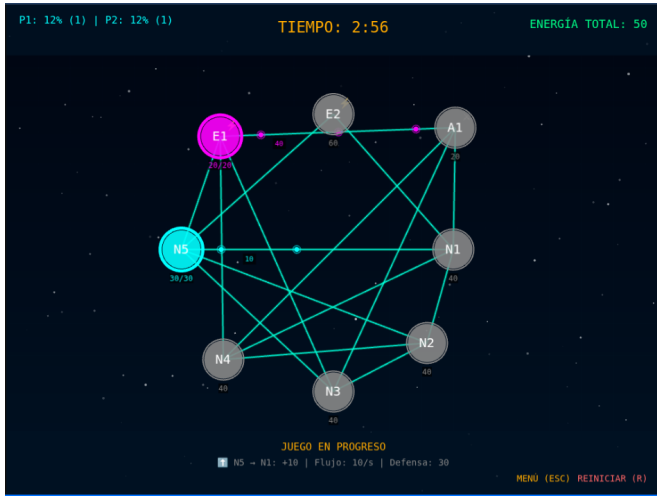 P1: 12% (1) | P2: 12% (1)
TIEMPO: 2:56
ENERGÍA TOTAL: 50
E2
60
A1
20
E1
20/20
40
N5
30/30
10
N1
40
N2
40
N4
40
N3
40
JUEGO EN PROGRESO
⬆️ N5 → N1: +10 | Flujo: 10/s | Defensa: 30
MENÚ (ESC) REINICIAR (R)